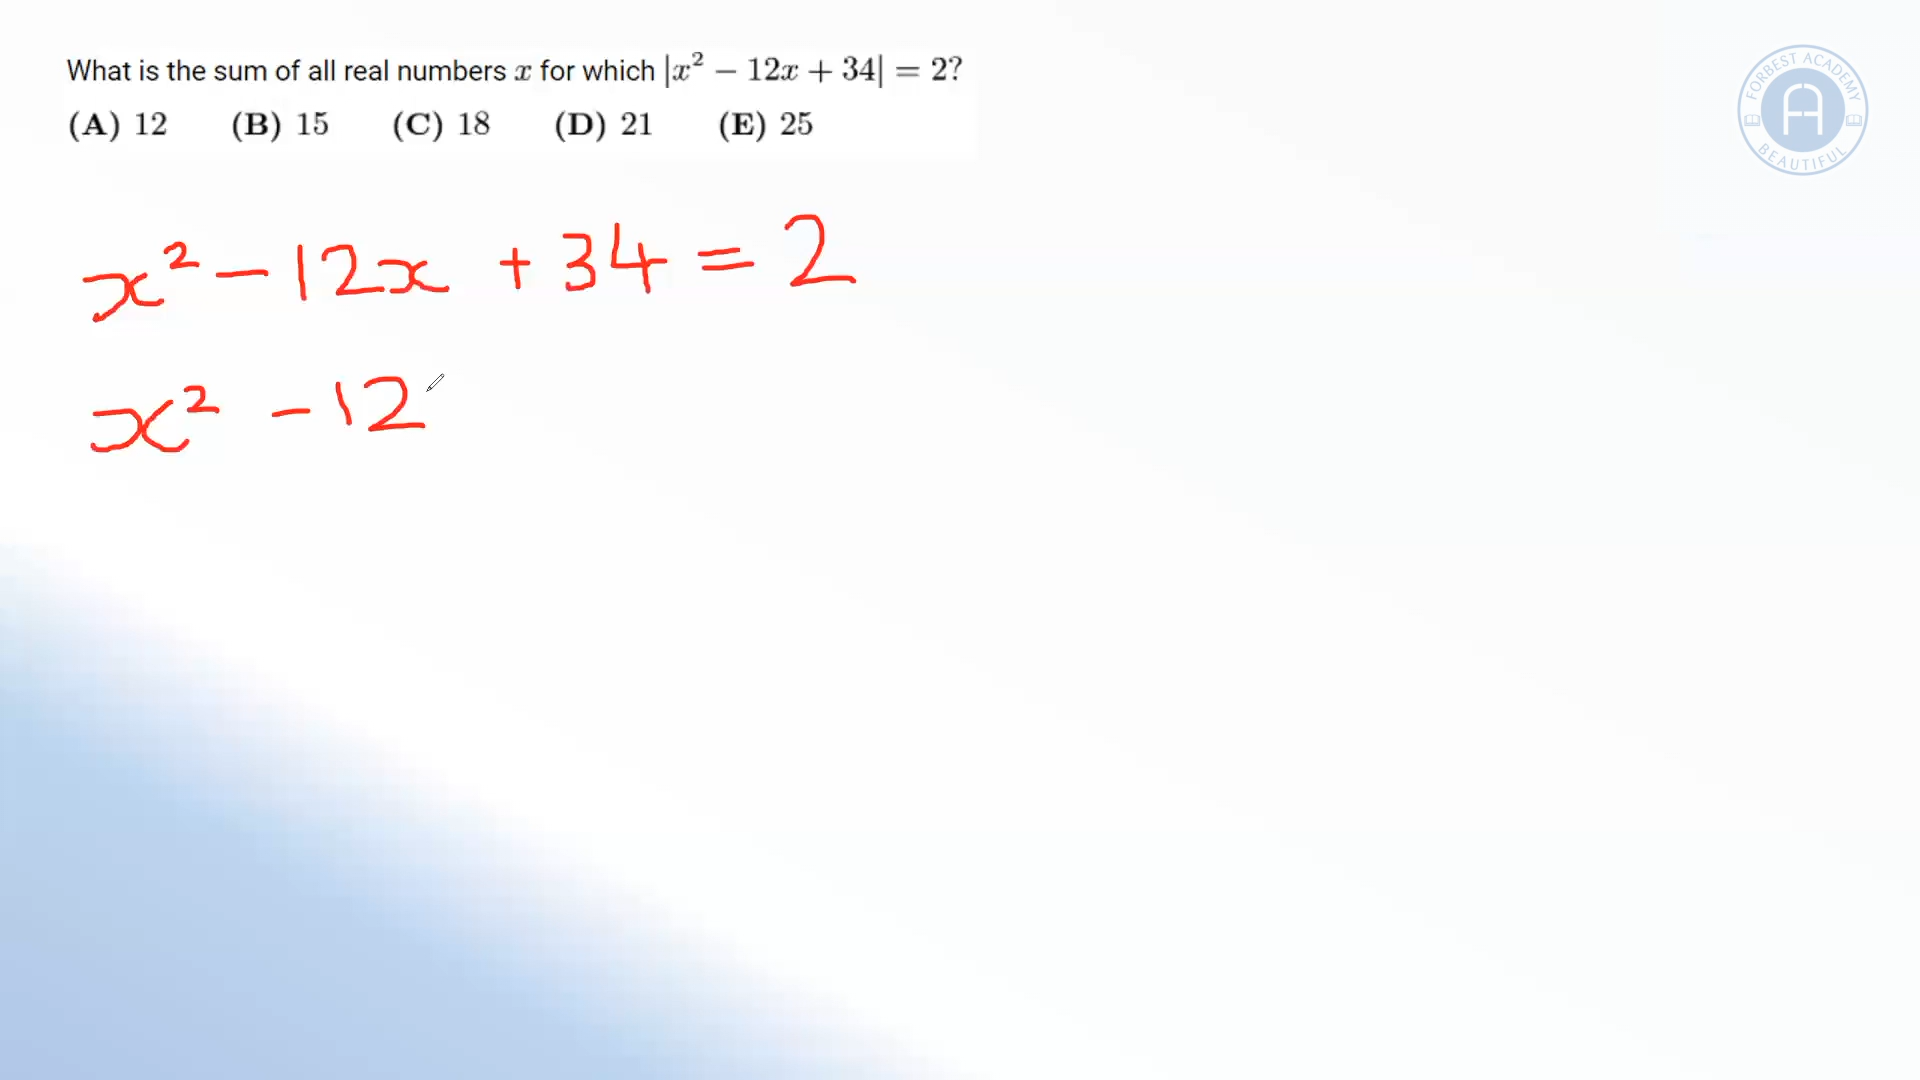 What is the sum of all real numbers x for which |x² − 12x + 34| = 2?
(A) 12 (B) 15 (C) 18 (D) 21 (E) 25
x² − 12x + 34 = 2
x² − 12
FORBEST ACADEMY
A
BEAUTIFUL